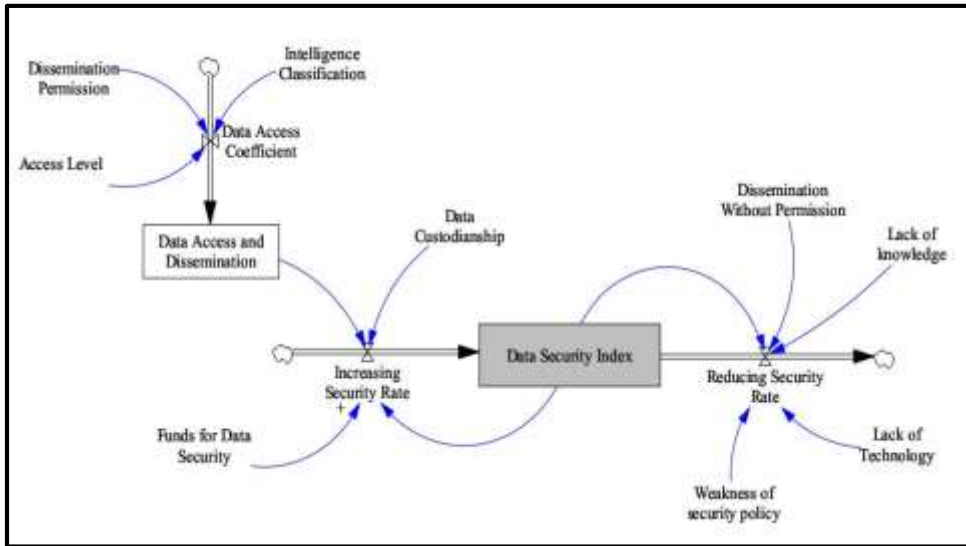 Dissemination
Permission
Intelligence
Classification
Data Access
Coefficient
Access Level
Data Access and
Dissemination
Data
Custodianship
Dissemination
Without Permission
Lack of
knowledge
Increasing
Security Rate
+
Data Security Index
Reducing Security
Rate
Funds for Data
Security
Lack of
Technology
Weakness of
security policy